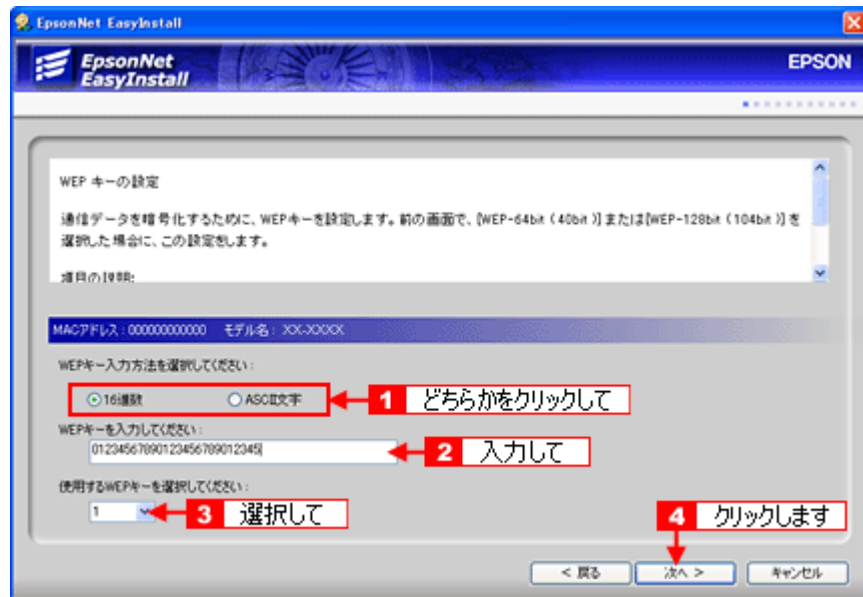 EpsonNet EasyInstall
EpsonNet
EasyInstall
EPSON
WEP キーの設定
通信データを暗号化するために、WEPキーを設定します。前の画面で、[WEP-64bit（40bit）]または[WEP-128bit（104bit）]を
選択した場合に、この設定をします。
項目の説明:
MACアドレス：000000000000 モデル名： XX-XXXX
WEPキー入力方法を選択してください：
16進数 ASCII文字
1 どちらかをクリックして
WEPキーを入力してください：
01234567890123456789012345
2 入力して
使用するWEPキーを選択してください：
1
3 選択して
4 クリックします
< 戻る 次へ > キャンセル